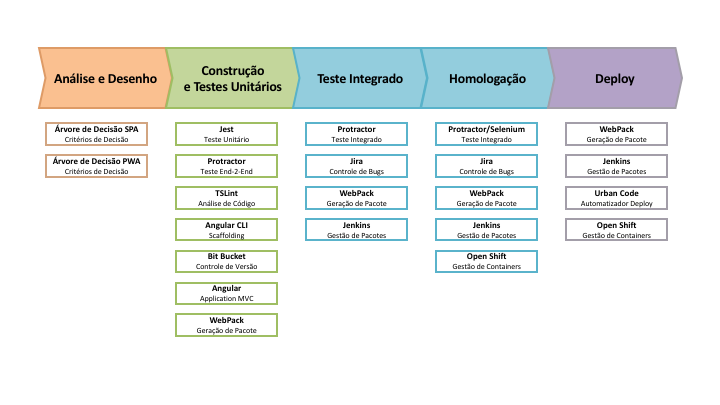 Análise e Desenho
Construção
e Testes Unitários
Teste Integrado
Homologação
Deploy
Árvore de Decisão SPA
Critérios de Decisão
Árvore de Decisão PWA
Critérios de Decisão
Jest
Teste Unitário
Protractor
Teste End-2-End
TSLint
Análise de Código
Angular CLI
Scaffolding
Bit Bucket
Controle de Versão
Angular
Application MVC
WebPack
Geração de Pacote
Protractor
Teste Integrado
Jira
Controle de Bugs
WebPack
Geração de Pacote
Jenkins
Gestão de Pacotes
Protractor/Selenium
Teste Integrado
Jira
Controle de Bugs
WebPack
Geração de Pacote
Jenkins
Gestão de Pacotes
Open Shift
Gestão de Containers
WebPack
Geração de Pacote
Jenkins
Gestão de Pacotes
Urban Code
Automatizador Deploy
Open Shift
Gestão de Containers